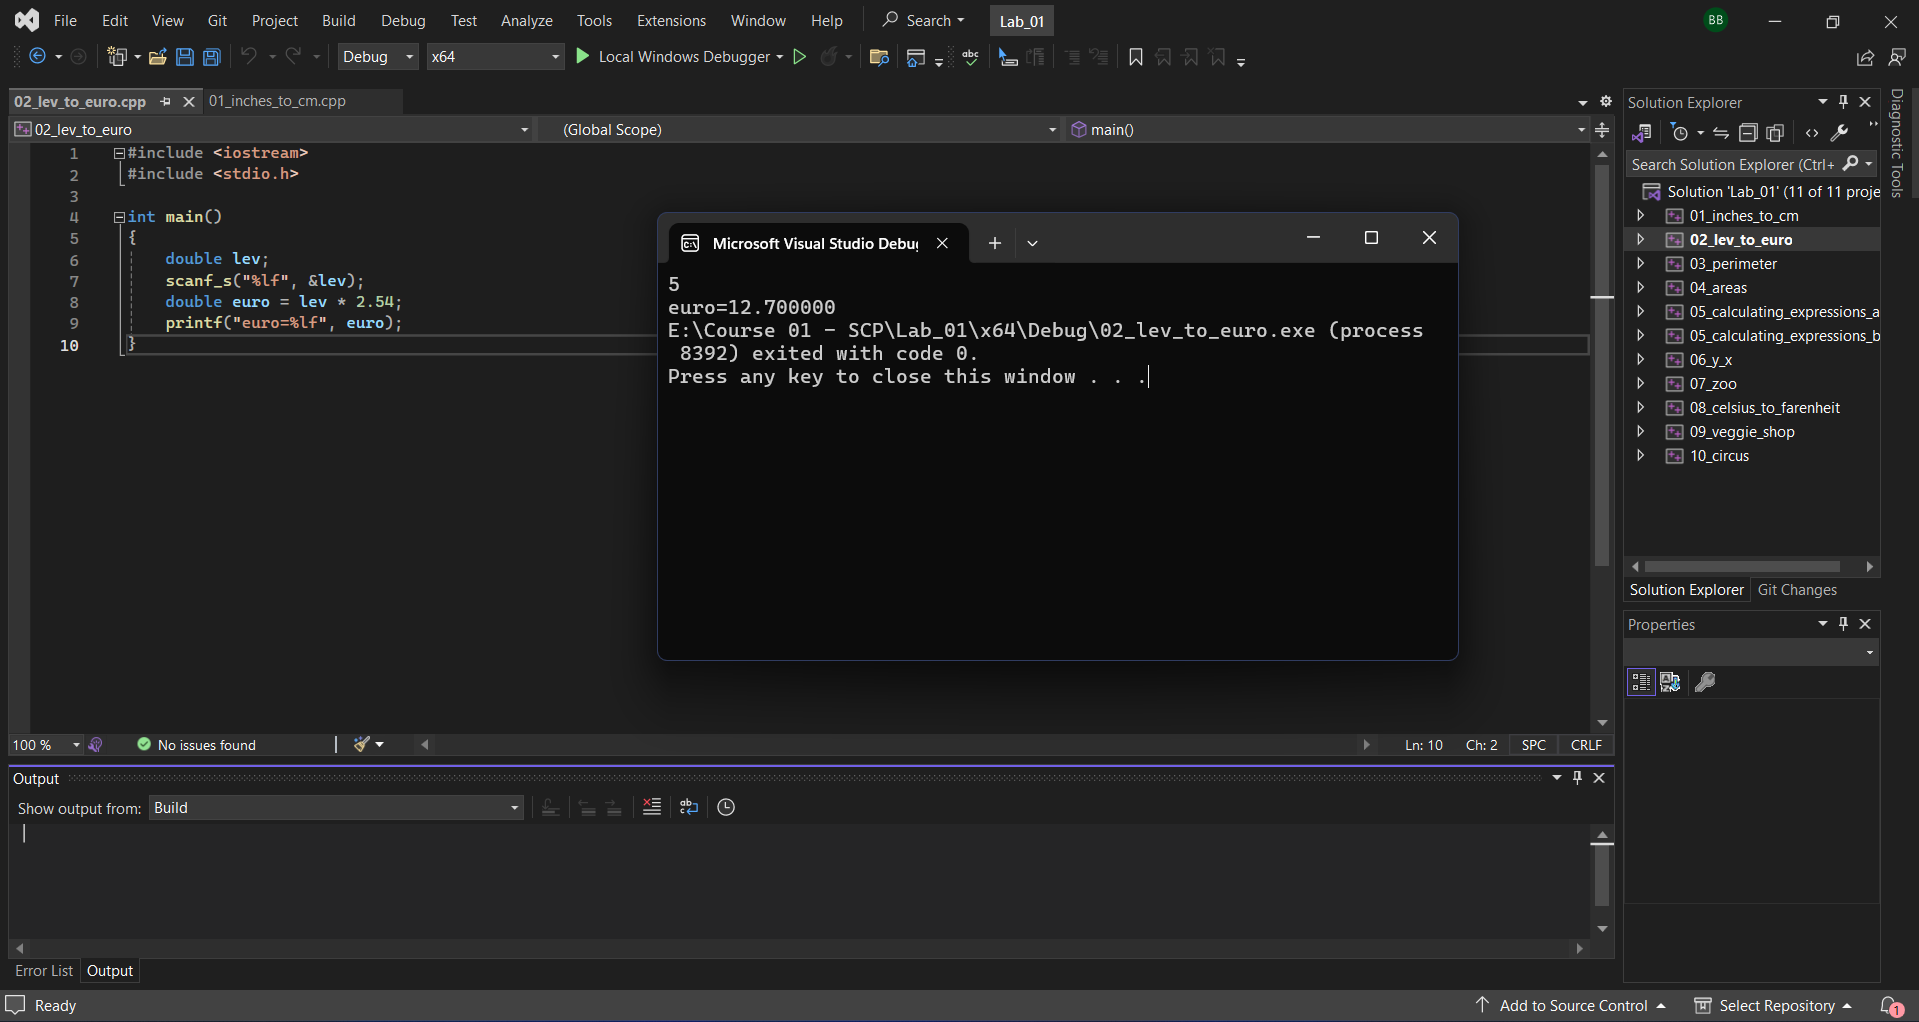 File Edit View Git Project Build Debug Test Analyze Tools Extensions Window Help Search Lab_01 BB
Debug x64 Local Windows Debugger abc
02_lev_to_euro.cpp 01_inches_to_cm.cpp
02_lev_to_euro (Global Scope) main()
1 #include <iostream>
2 #include <stdio.h>
3
4 int main()
5 {
6 double lev;
7 scanf_s("%lf", &lev);
8 double euro = lev * 2.54;
9 printf("euro=%lf", euro);
10 }
Microsoft Visual Studio Debu
5
euro=12.700000
E:\Course 01 - SCP\Lab_01\x64\Debug\02_lev_to_euro.exe (process
8392) exited with code 0.
Press any key to close this window . . .
100 % No issues found Ln: 10 Ch: 2 SPC CRLF
Output
Show output from: Build
Error List Output
Solution Explorer
Search Solution Explorer (Ctrl+
Solution 'Lab_01' (11 of 11 proje
01_inches_to_cm
02_lev_to_euro
03_perimeter
04_areas
05_calculating_expressions_a
05_calculating_expressions_b
06_y_x
07_zoo
08_celsius_to_farenheit
09_veggie_shop
10_circus
Solution Explorer Git Changes
Properties
Diagnostic Tools
Ready Add to Source Control Select Repository 1